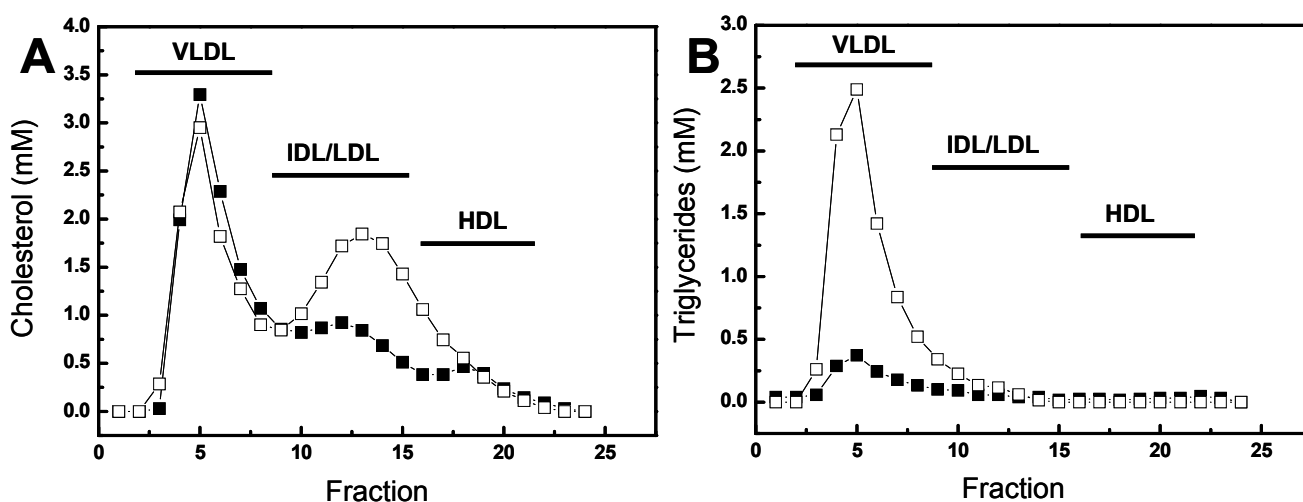 A
4.0
3.5
3.0
2.5
2.0
1.5
1.0
0.5
0.0
Cholesterol (mM)
VLDL
IDL/LDL
HDL
0 5 10 15 20 25
Fraction
B
3.0
2.5
2.0
1.5
1.0
0.5
0.0
Triglycerides (mM)
VLDL
IDL/LDL
HDL
0 5 10 15 20 25
Fraction